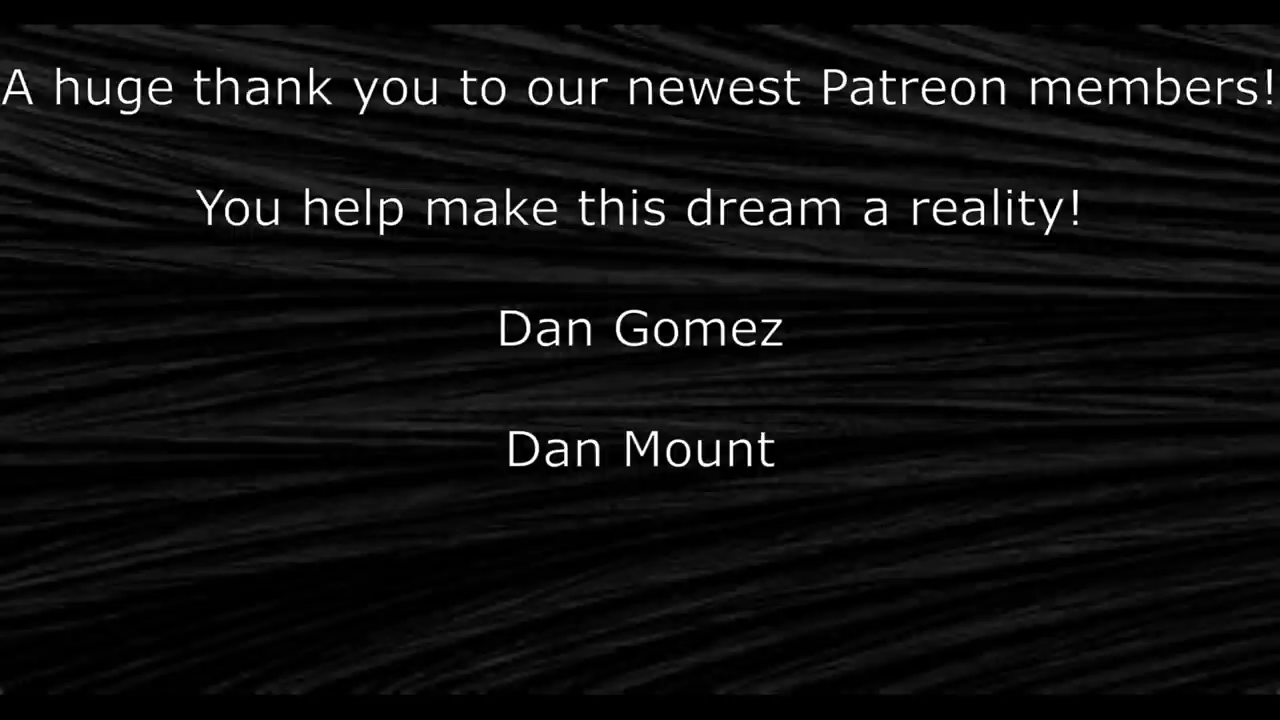 A huge thank you to our newest Patreon members!
You help make this dream a reality!
Dan Gomez
Dan Mount